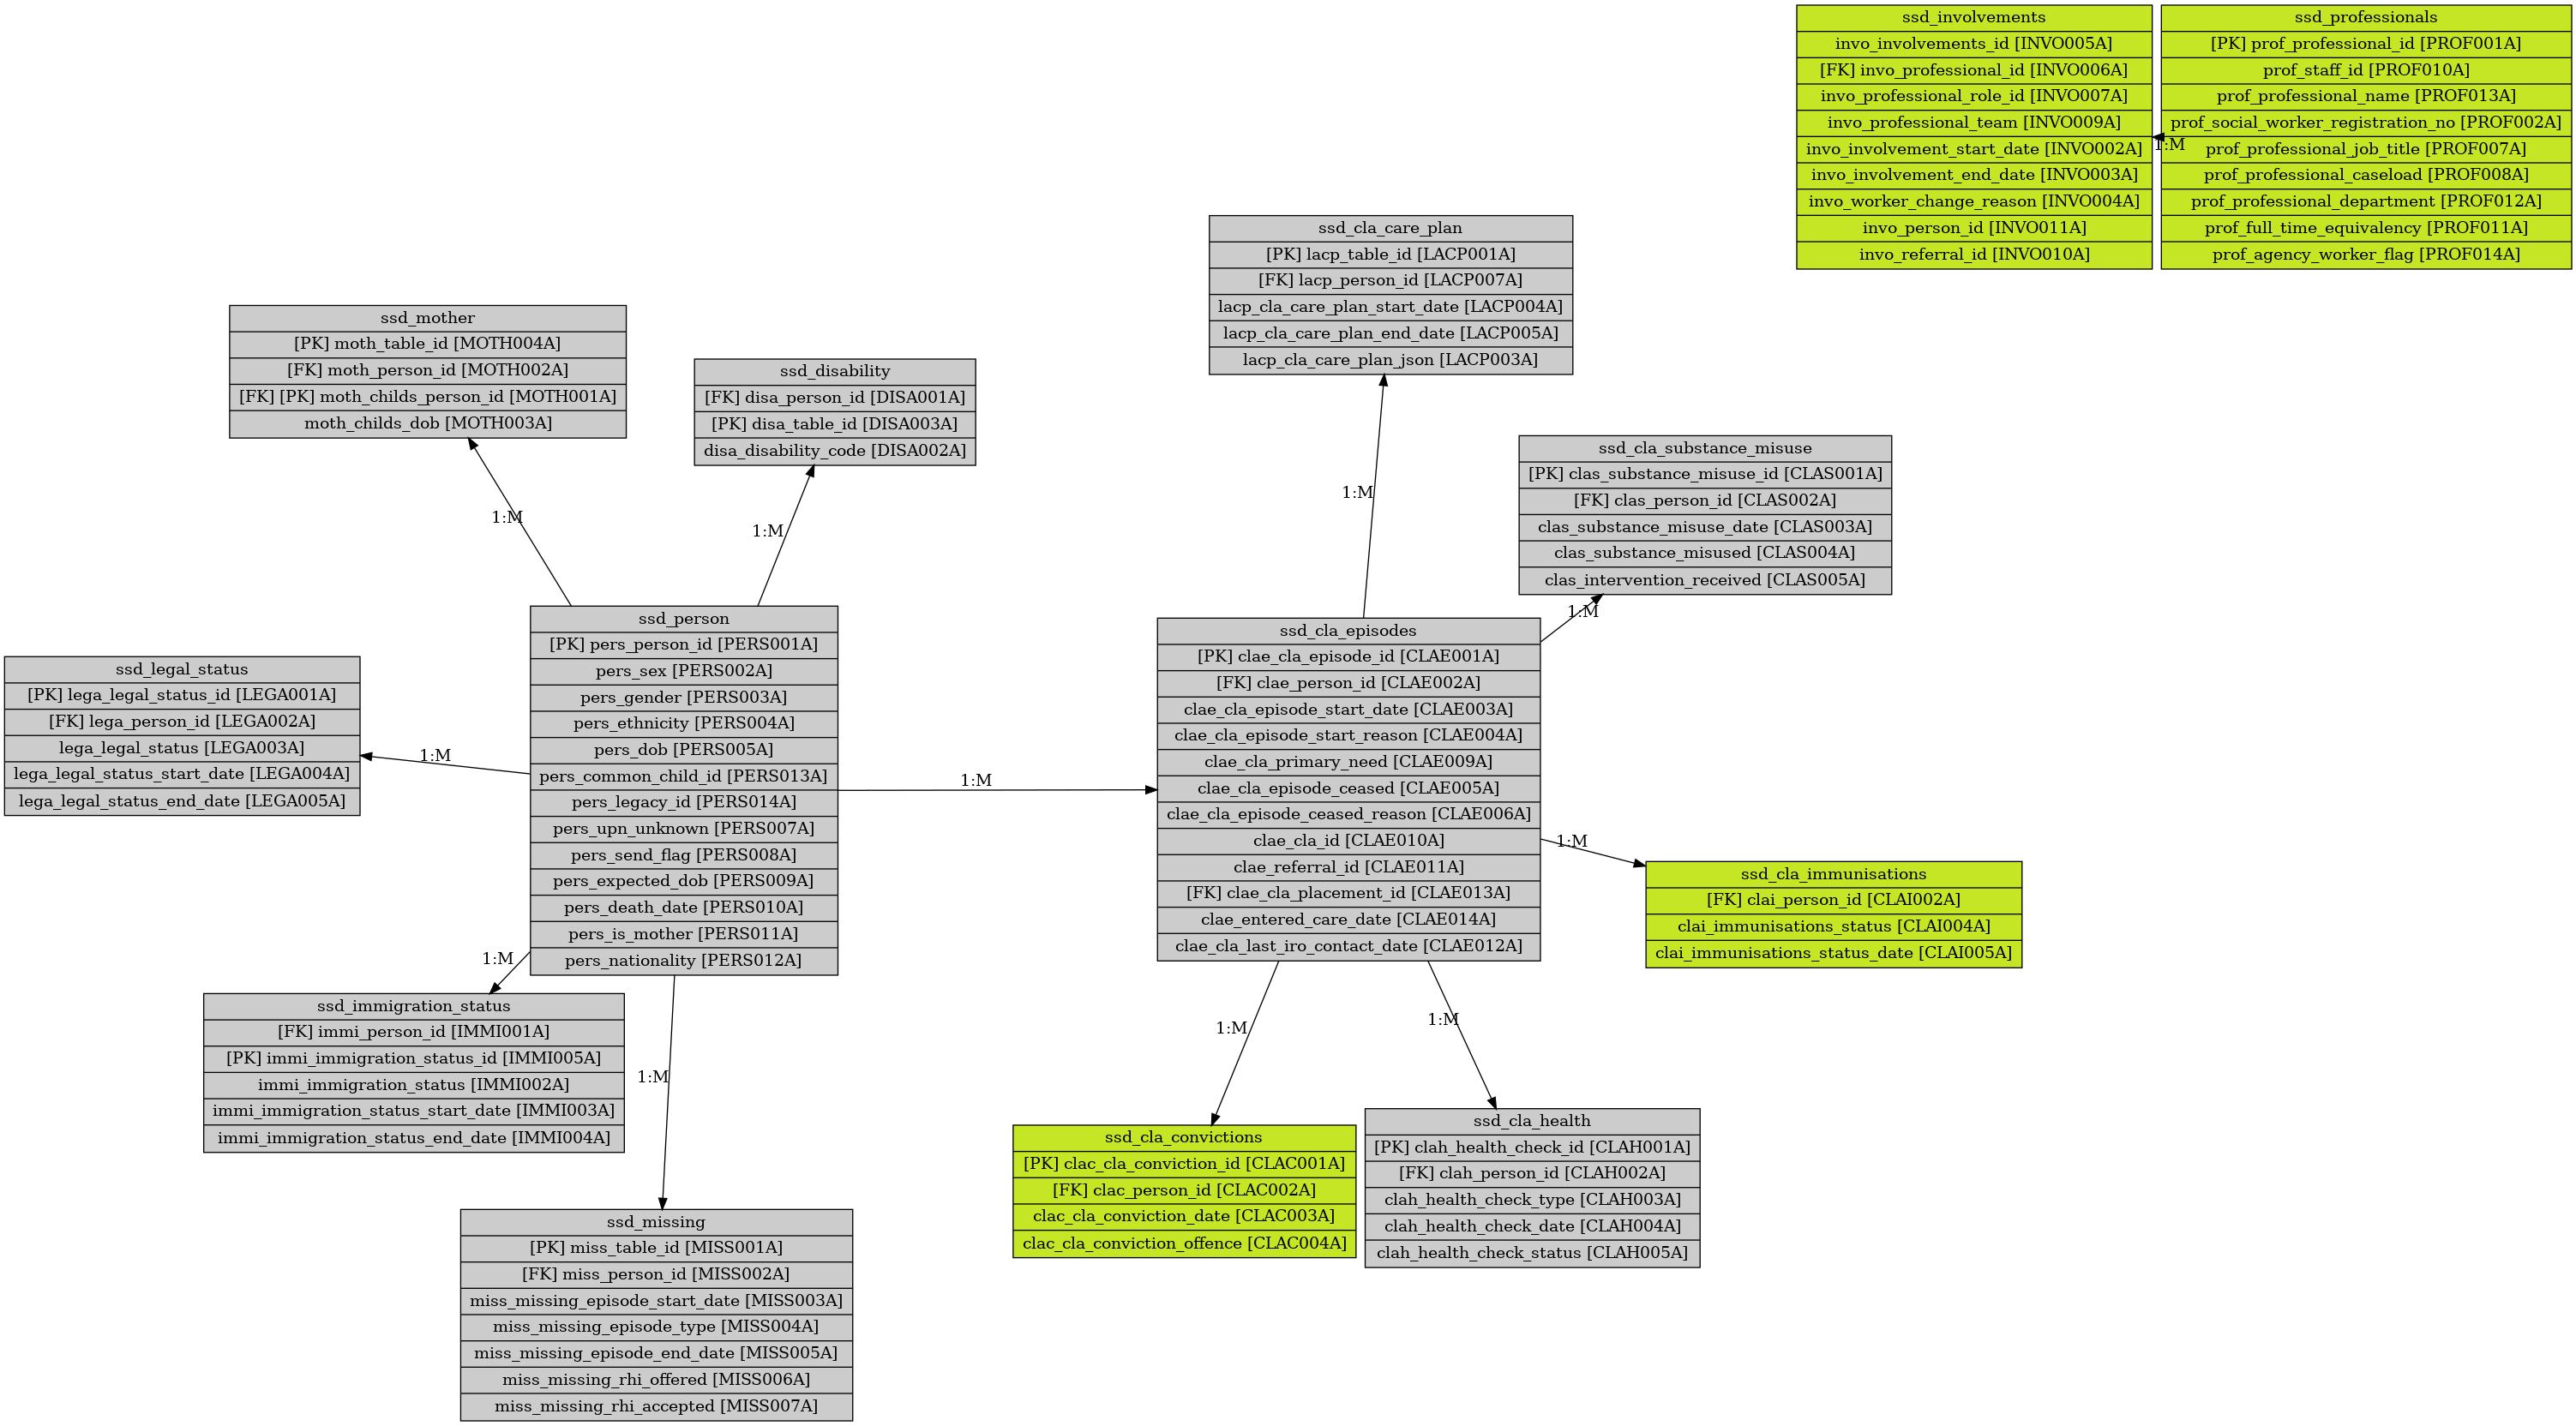 ssd_involvements
invo_involvements_id [INVO005A]
[FK] invo_professional_id [INVO006A]
invo_professional_role_id [INVO007A]
invo_professional_team [INVO009A]
invo_involvement_start_date [INVO002A]
invo_involvement_end_date [INVO003A]
invo_worker_change_reason [INVO004A]
invo_person_id [INVO011A]
invo_referral_id [INVO010A]
1:M
ssd_professionals
[PK] prof_professional_id [PROF001A]
prof_staff_id [PROF010A]
prof_professional_name [PROF013A]
prof_social_worker_registration_no [PROF002A]
prof_professional_job_title [PROF007A]
prof_professional_caseload [PROF008A]
prof_professional_department [PROF012A]
prof_full_time_equivalency [PROF011A]
prof_agency_worker_flag [PROF014A]
ssd_cla_care_plan
[PK] lacp_table_id [LACP001A]
[FK] lacp_person_id [LACP007A]
lacp_cla_care_plan_start_date [LACP004A]
lacp_cla_care_plan_end_date [LACP005A]
lacp_cla_care_plan_json [LACP003A]
1:M
ssd_mother
[PK] moth_table_id [MOTH004A]
[FK] moth_person_id [MOTH002A]
[FK] [PK] moth_childs_person_id [MOTH001A]
moth_childs_dob [MOTH003A]
1:M
ssd_disability
[FK] disa_person_id [DISA001A]
[PK] disa_table_id [DISA003A]
disa_disability_code [DISA002A]
1:M
ssd_cla_substance_misuse
[PK] clas_substance_misuse_id [CLAS001A]
[FK] clas_person_id [CLAS002A]
clas_substance_misuse_date [CLAS003A]
clas_substance_misused [CLAS004A]
clas_intervention_received [CLAS005A]
1:M
ssd_legal_status
[PK] lega_legal_status_id [LEGA001A]
[FK] lega_person_id [LEGA002A]
lega_legal_status [LEGA003A]
lega_legal_status_start_date [LEGA004A]
lega_legal_status_end_date [LEGA005A]
1:M
ssd_person
[PK] pers_person_id [PERS001A]
pers_sex [PERS002A]
pers_gender [PERS003A]
pers_ethnicity [PERS004A]
pers_dob [PERS005A]
pers_common_child_id [PERS013A]
pers_legacy_id [PERS014A]
pers_upn_unknown [PERS007A]
pers_send_flag [PERS008A]
pers_expected_dob [PERS009A]
pers_death_date [PERS010A]
pers_is_mother [PERS011A]
pers_nationality [PERS012A]
1:M
ssd_cla_episodes
[PK] clae_cla_episode_id [CLAE001A]
[FK] clae_person_id [CLAE002A]
clae_cla_episode_start_date [CLAE003A]
clae_cla_episode_start_reason [CLAE004A]
clae_cla_primary_need [CLAE009A]
clae_cla_episode_ceased [CLAE005A]
clae_cla_episode_ceased_reason [CLAE006A]
clae_cla_id [CLAE010A]
clae_referral_id [CLAE011A]
[FK] clae_cla_placement_id [CLAE013A]
clae_entered_care_date [CLAE014A]
clae_cla_last_iro_contact_date [CLAE012A]
1:M
ssd_cla_immunisations
[FK] clai_person_id [CLAI002A]
clai_immunisations_status [CLAI004A]
clai_immunisations_status_date [CLAI005A]
1:M
ssd_immigration_status
[FK] immi_person_id [IMMI001A]
[PK] immi_immigration_status_id [IMMI005A]
immi_immigration_status [IMMI002A]
immi_immigration_status_start_date [IMMI003A]
immi_immigration_status_end_date [IMMI004A]
1:M
ssd_missing
[PK] miss_table_id [MISS001A]
[FK] miss_person_id [MISS002A]
miss_missing_episode_start_date [MISS003A]
miss_missing_episode_type [MISS004A]
miss_missing_episode_end_date [MISS005A]
miss_missing_rhi_offered [MISS006A]
miss_missing_rhi_accepted [MISS007A]
1:M
ssd_cla_convictions
[PK] clac_cla_conviction_id [CLAC001A]
[FK] clac_person_id [CLAC002A]
clac_cla_conviction_date [CLAC003A]
clac_cla_conviction_offence [CLAC004A]
1:M
ssd_cla_health
[PK] clah_health_check_id [CLAH001A]
[FK] clah_person_id [CLAH002A]
clah_health_check_type [CLAH003A]
clah_health_check_date [CLAH004A]
clah_health_check_status [CLAH005A]